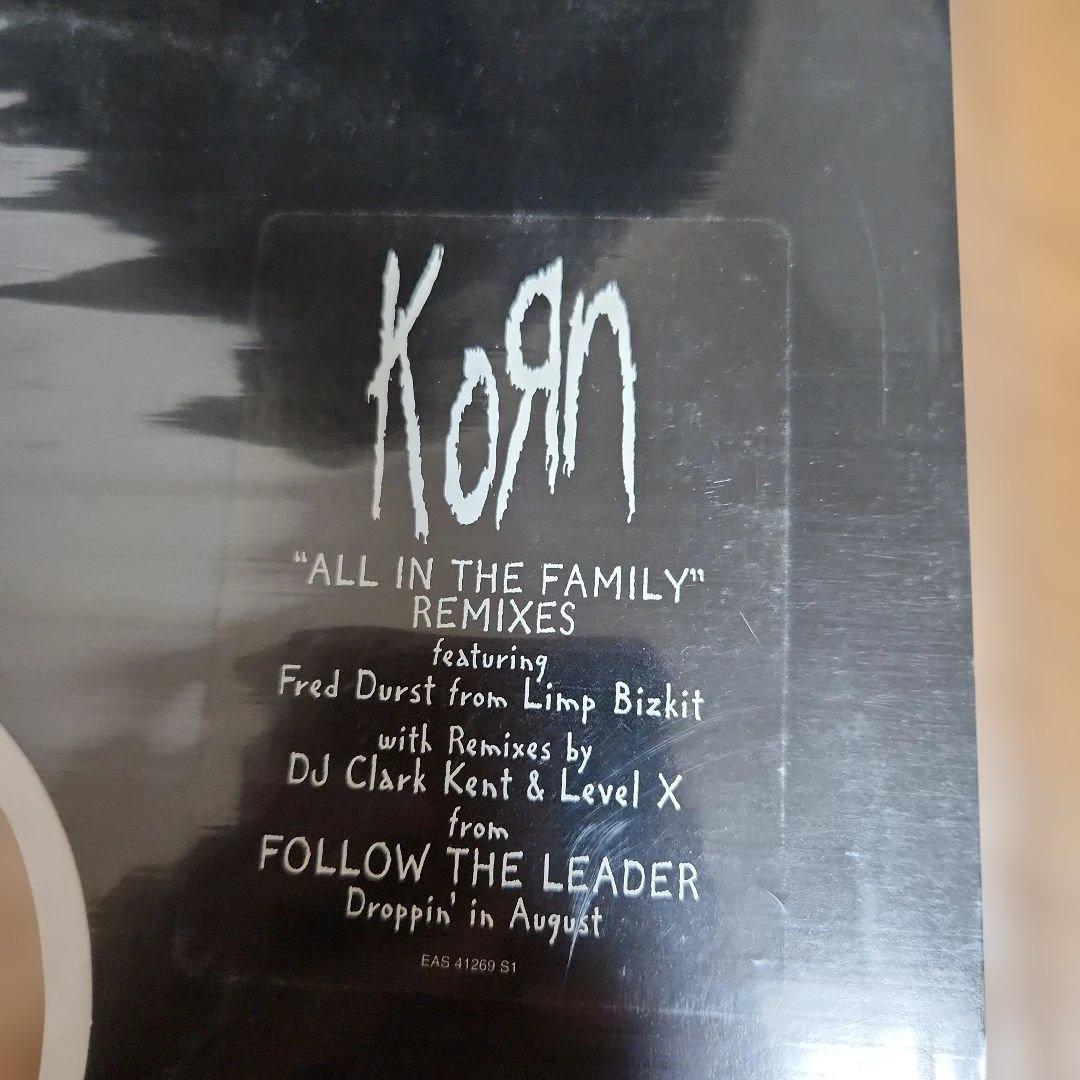 KoЯn
"ALL IN THE FAMILY"
REMIXES
featuring
Fred Durst from Limp Bizkit
with Remixes by
DJ Clark Kent & Level X
from
FOLLOW THE LEADER
Droppin' in August
EAS 41269 S1